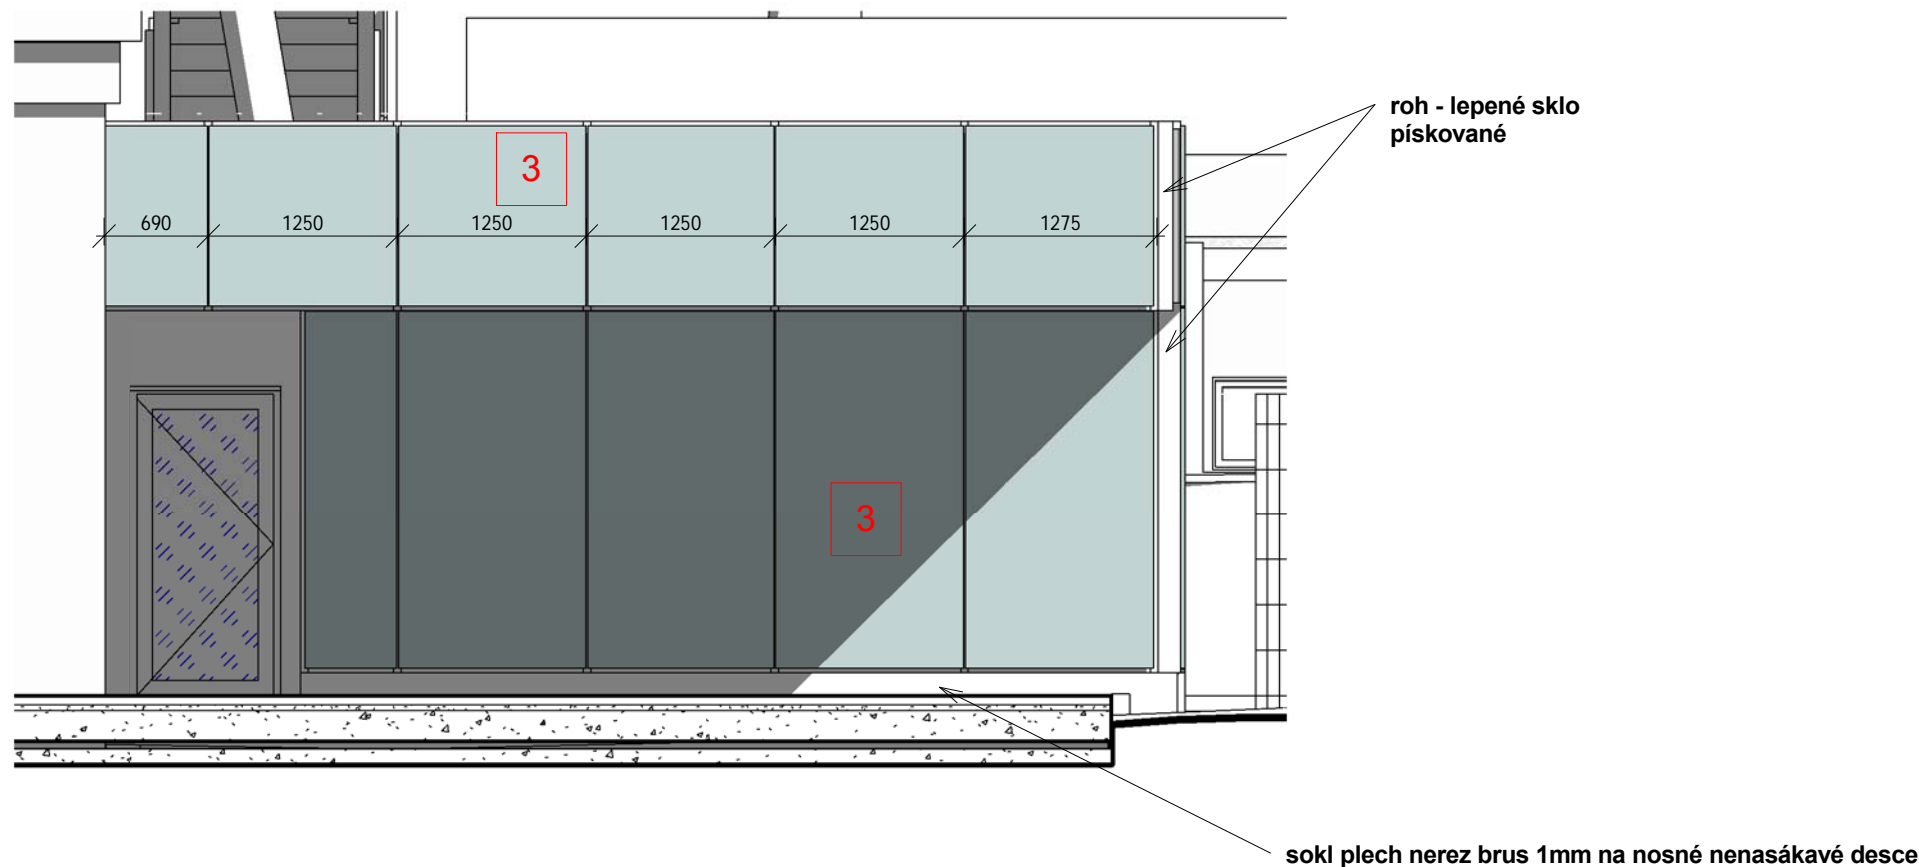 roh - lepené sklo
pískované
3
690 1250 1250 1250 1250 1275
3
sokl plech nerez brus 1mm na nosné nenasákavé desce